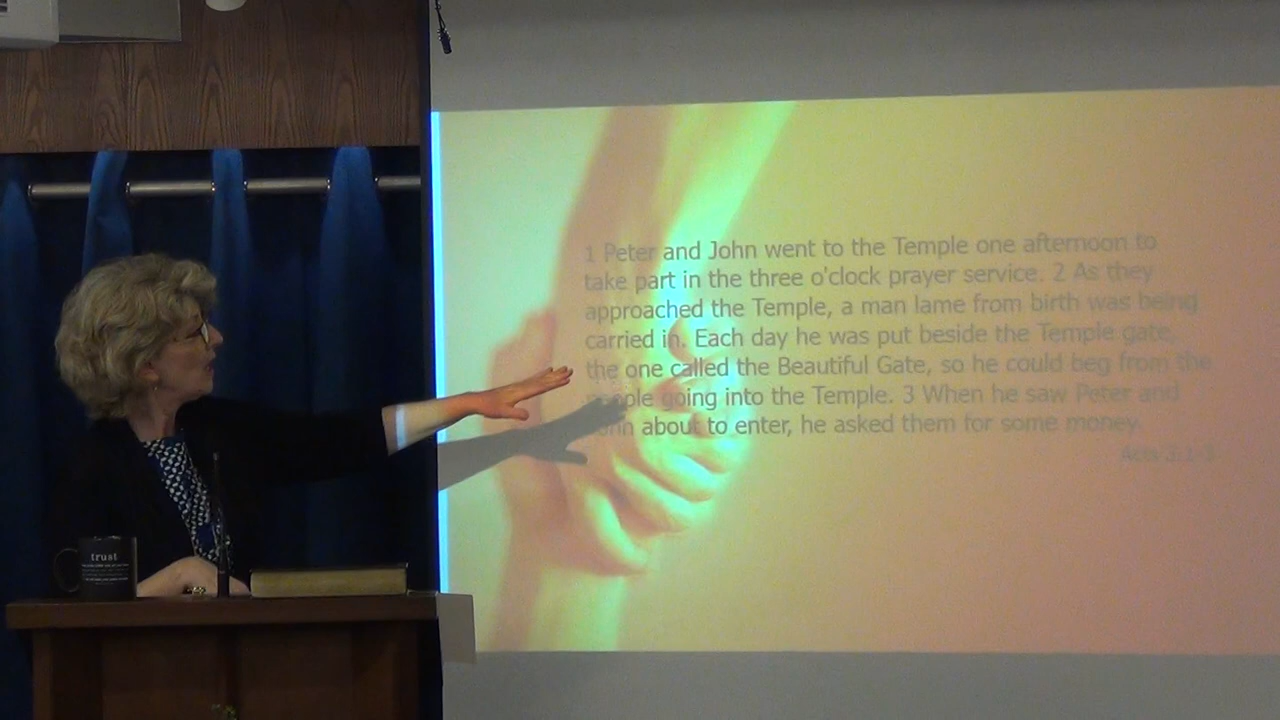 1 Peter and John went to the Temple one afternoon to
take part in the three o'clock prayer service. 2 As they
approached the Temple, a man lame from birth was being
carried in. Each day he was put beside the Temple gate,
the one called the Beautiful Gate, so he could beg from the
people going into the Temple. 3 When he saw Peter and
John about to enter, he asked them for some money.
Acts 3:1-3
trust